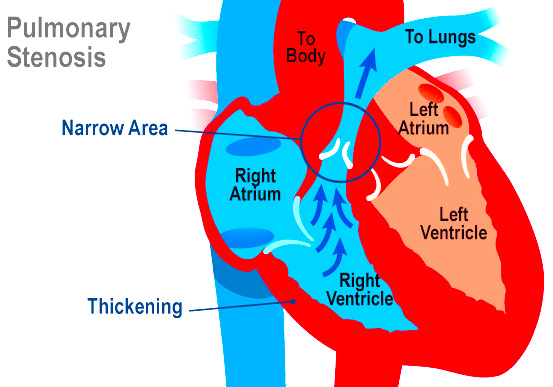 Pulmonary
Stenosis
To
Body
To Lungs
Narrow Area
Left
Atrium
Right
Atrium
Left
Ventricle
Right
Ventricle
Thickening